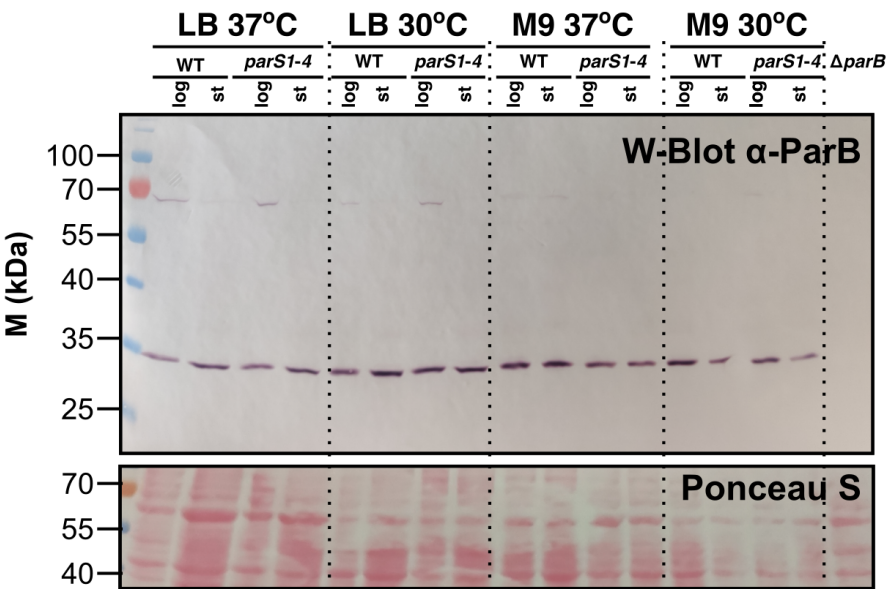 LB 37ºC LB 30ºC M9 37ºC M9 30ºC
WT parS1-4 WT parS1-4 WT parS1-4 WT parS1-4 ΔparB
log st log st log st log st log st log st log st log st
W-Blot α-ParB
100
70
55
40
35
25
M (kDa)
Ponceau S
70
55
40